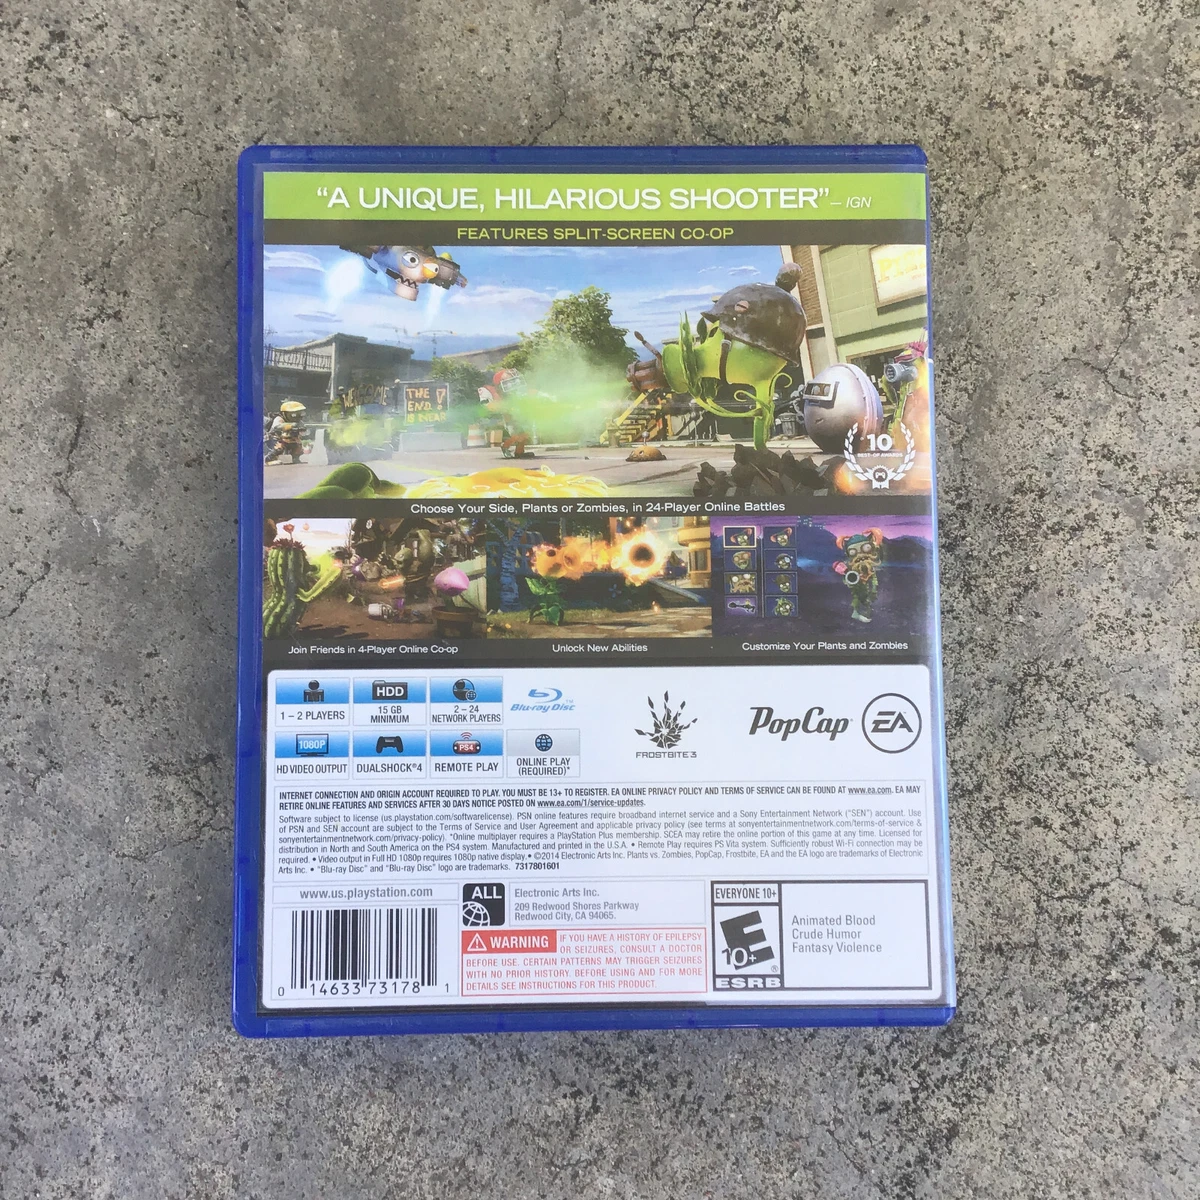 “A UNIQUE, HILARIOUS SHOOTER” – IGN
FEATURES SPLIT-SCREEN CO-OP
WELCOME
THE
END!
IS NEAR
10
BEST-OF AWARDS
Choose Your Side, Plants or Zombies, in 24-Player Online Battles
Join Friends in 4-Player Online Co-op
Unlock New Abilities
Customize Your Plants and Zombies
1 – 2 PLAYERS
HDD
15 GB
MINIMUM
2 – 24
NETWORK PLAYERS
Blu-ray Disc™
1080P
HD VIDEO OUTPUT
DUALSHOCK®4
PS4
REMOTE PLAY
ONLINE PLAY
(REQUIRED)*
FROSTBITE 3
PopCap
EA
INTERNET CONNECTION AND ORIGIN ACCOUNT REQUIRED TO PLAY. YOU MUST BE 13+ TO REGISTER. EA ONLINE PRIVACY POLICY AND TERMS OF SERVICE CAN BE FOUND AT www.ea.com. EA MAY
RETIRE ONLINE FEATURES AND SERVICES AFTER 30 DAYS NOTICE POSTED ON www.ea.com/1/service-updates.
Software subject to license (us.playstation.com/softwarelicense). PSN online features require broadband internet service and a Sony Entertainment Network (“SEN”) account. Use
of PSN and SEN account are subject to the Terms of Service and User Agreement and applicable privacy policy (see terms at sonyentertainmentnetwork.com/terms-of-service &
sonyentertainmentnetwork.com/privacy-policy). *Online multiplayer requires a PlayStation Plus membership. SCEA may retire the online portion of this game at any time. Licensed for
distribution in North and South America on the PS4 system. Manufactured and printed in the U.S.A. • Remote Play requires PS Vita system. Sufficiently robust Wi-Fi connection may be
required. • Video output in Full HD 1080p requires 1080p native display. • ©2014 Electronic Arts Inc. Plants vs. Zombies, PopCap, Frostbite, EA and the EA logo are trademarks of Electronic
Arts Inc. • “Blu-ray Disc” and “Blu-ray Disc” logo are trademarks. 7317801601
www.us.playstation.com
0 14633 73178 1
ALL
Electronic Arts Inc.
209 Redwood Shores Parkway
Redwood City, CA 94065.
WARNING IF YOU HAVE A HISTORY OF EPILEPSY
OR SEIZURES, CONSULT A DOCTOR
BEFORE USE. CERTAIN PATTERNS MAY TRIGGER SEIZURES
WITH NO PRIOR HISTORY. BEFORE USING AND FOR MORE
DETAILS SEE INSTRUCTIONS FOR THIS PRODUCT.
EVERYONE 10+
E
10+
®
ESRB
Animated Blood
Crude Humor
Fantasy Violence